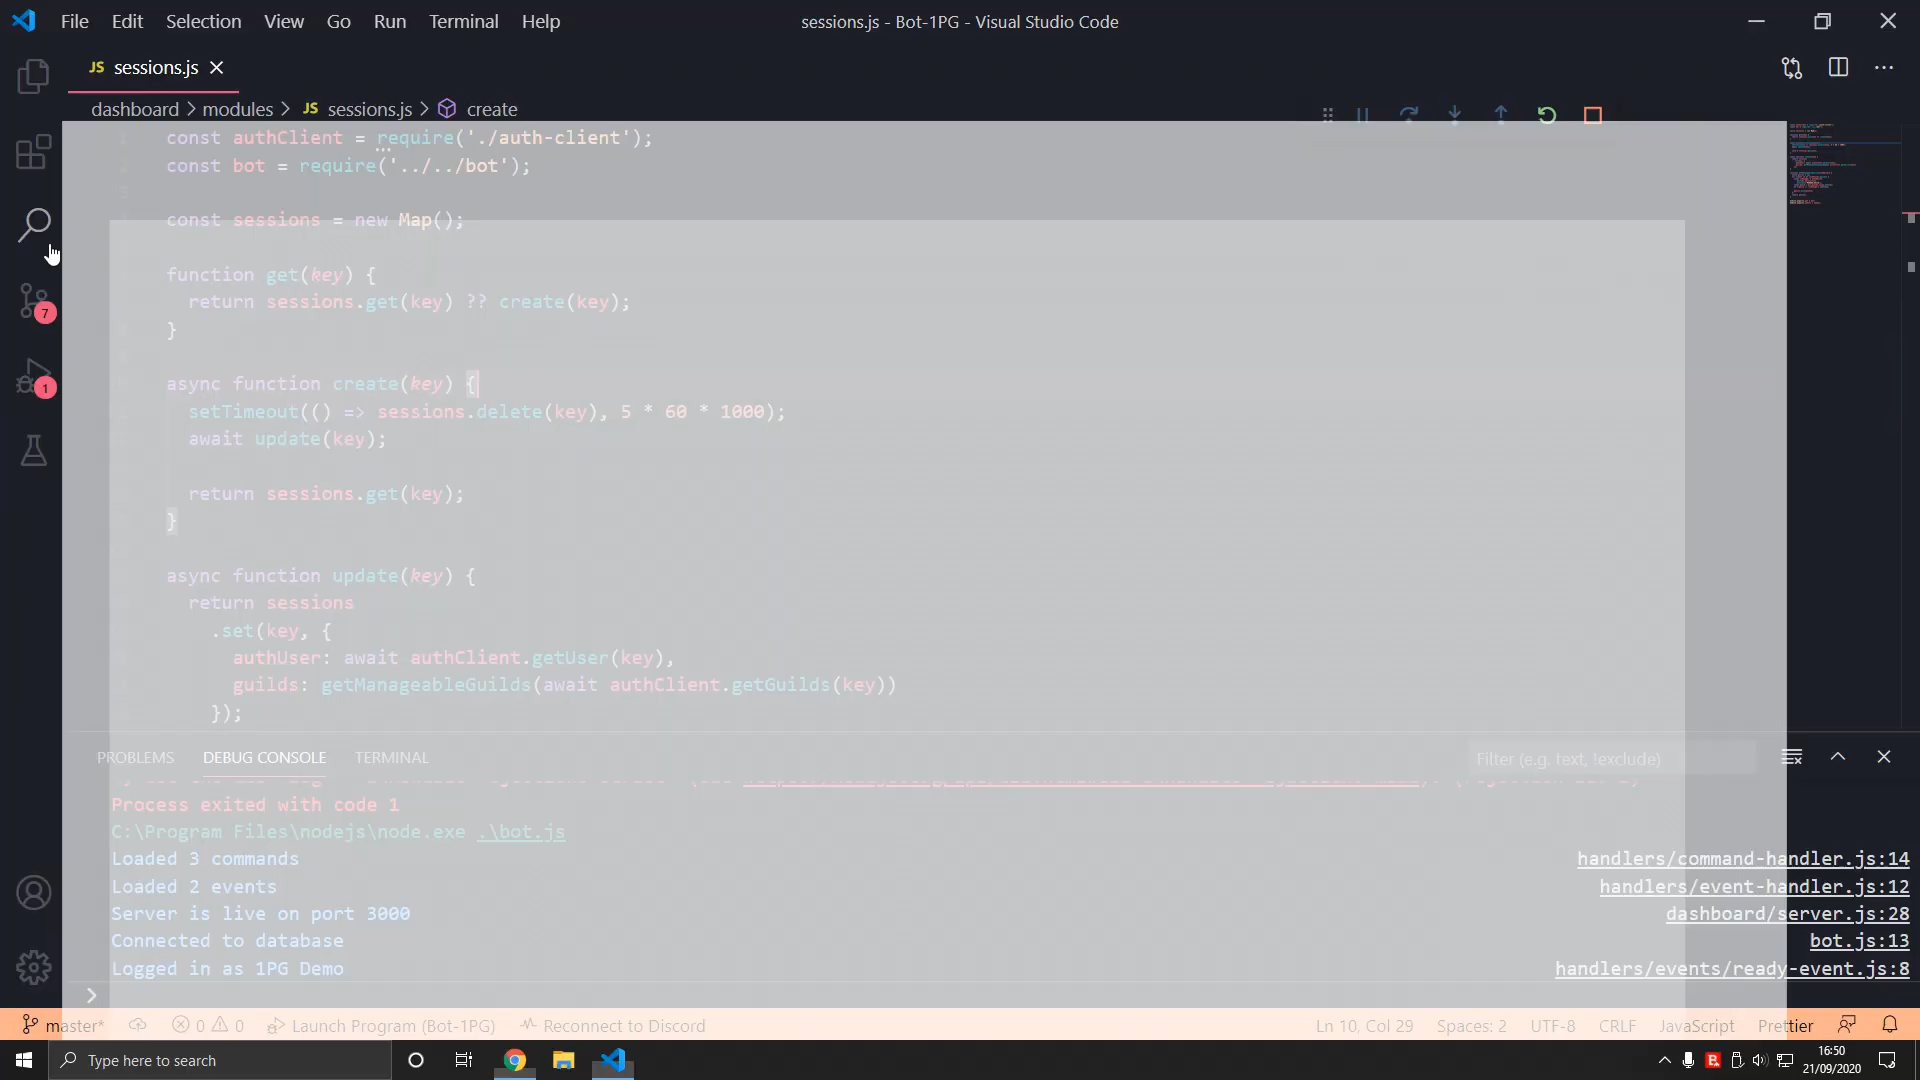 File Edit Selection View Go Run Terminal Help
sessions.js - Bot-1PG - Visual Studio Code
JS sessions.js
dashboard > modules > JS sessions.js > create
1 const authClient = require('./auth-client');
2 const bot = require('../../bot');
const sessions = new Map();
function get(key) {
return sessions.get(key) ?? create(key);
}
async function create(key) {
setTimeout(() => sessions.delete(key), 5 * 60 * 1000);
await update(key);
return sessions.get(key);
}
async function update(key) {
return sessions
.set(key, {
authUser: await authClient.getUser(key),
guilds: getManageableGuilds(await authClient.getGuilds(key))
});
7
1
PROBLEMS DEBUG CONSOLE TERMINAL
Filter (e.g. text, !exclude)
Process exited with code 1
C:\Program Files\nodejs\node.exe .\bot.js
Loaded 3 commands handlers/command-handler.js:14
Loaded 2 events handlers/event-handler.js:12
Server is live on port 3000 dashboard/server.js:28
Connected to database bot.js:13
Logged in as 1PG Demo handlers/events/ready-event.js:8
>
master* 0 0 Launch Program (Bot-1PG) Reconnect to Discord Ln 10, Col 29 Spaces: 2 UTF-8 CRLF JavaScript Prettier
Type here to search
16:50
21/09/2020